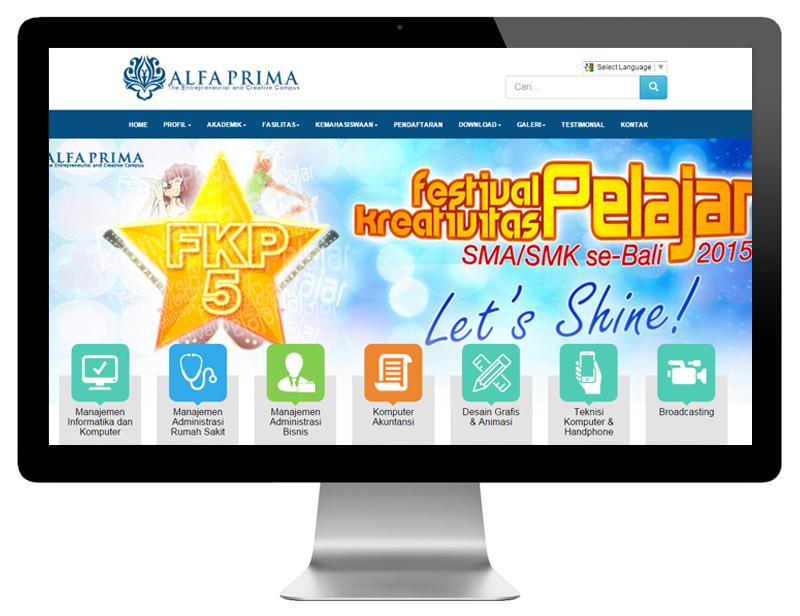 ALFA PRIMA
The Entrepreneurial and Creative Campus
Select Language
Cari...
HOME PROFIL AKADEMIK FASILITAS KEMAHASISWAAN PENDAFTARAN DOWNLOAD GALERI TESTIMONIAL KONTAK
ALFA PRIMA
he Entrepreneurial and Creative Campus
FKP
5
festival
kreativitas
Pelajar
SMA/SMK se-Bali 2015
Let's Shine!
Manajemen
Informatika dan
Komputer
Manajemen
Administrasi
Rumah Sakit
Manajemen
Administrasi
Bisnis
Komputer
Akuntansi
Desain Grafis
& Animasi
Teknisi
Komputer &
Handphone
Broadcasting